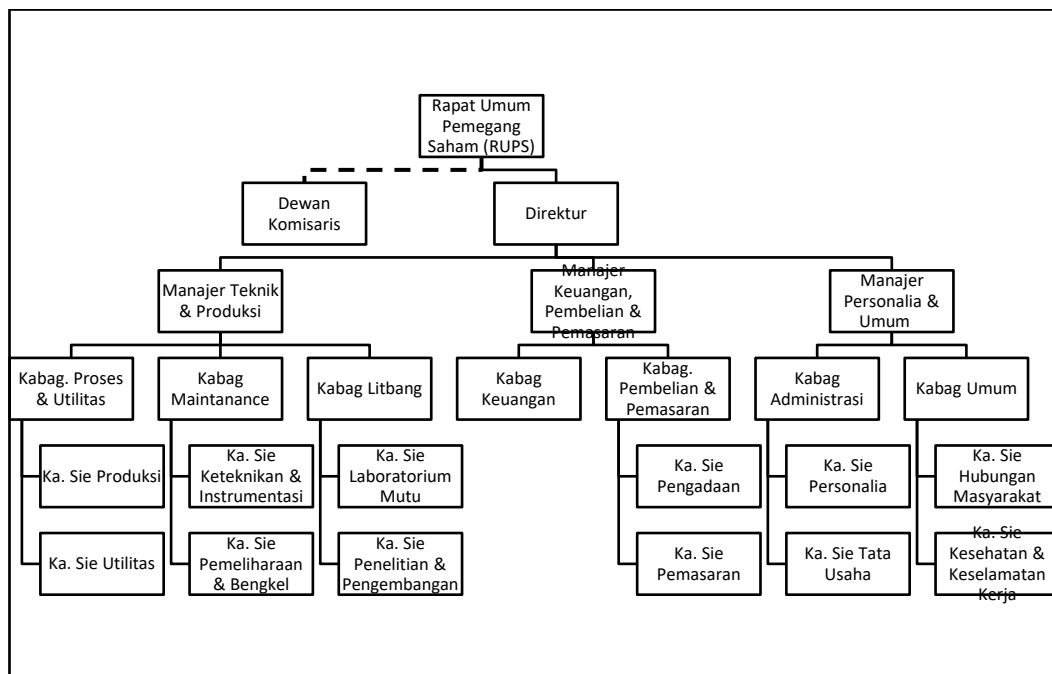 Rapat Umum
Pemegang
Saham (RUPS)
Dewan
Komisaris
Direktur
Manajer Teknik
& Produksi
Manajer
Keuangan,
Pembelian &
Pemasaran
Manajer
Personalia &
Umum
Kabag. Proses
& Utilitas
Kabag
Maintanance
Kabag Litbang
Kabag
Keuangan
Kabag.
Pembelian &
Pemasaran
Kabag
Administrasi
Kabag Umum
Ka. Sie Produksi
Ka. Sie
Keteknikan &
Instrumentasi
Ka. Sie
Laboratorium
Mutu
Ka. Sie
Pengadaan
Ka. Sie
Personalia
Ka. Sie
Hubungan
Masyarakat
Ka. Sie Utilitas
Ka. Sie
Pemeliharaan
& Bengkel
Ka. Sie
Penelitian &
Pengembangan
Ka. Sie
Pemasaran
Ka. Sie Tata
Usaha
Ka. Sie
Kesehatan &
Keselamatan
Kerja